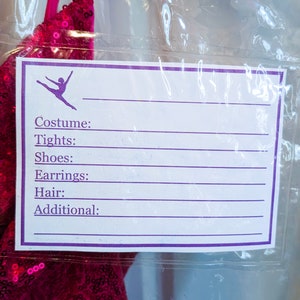 Costume:
Tights:
Shoes:
Earrings:
Hair:
Additional: